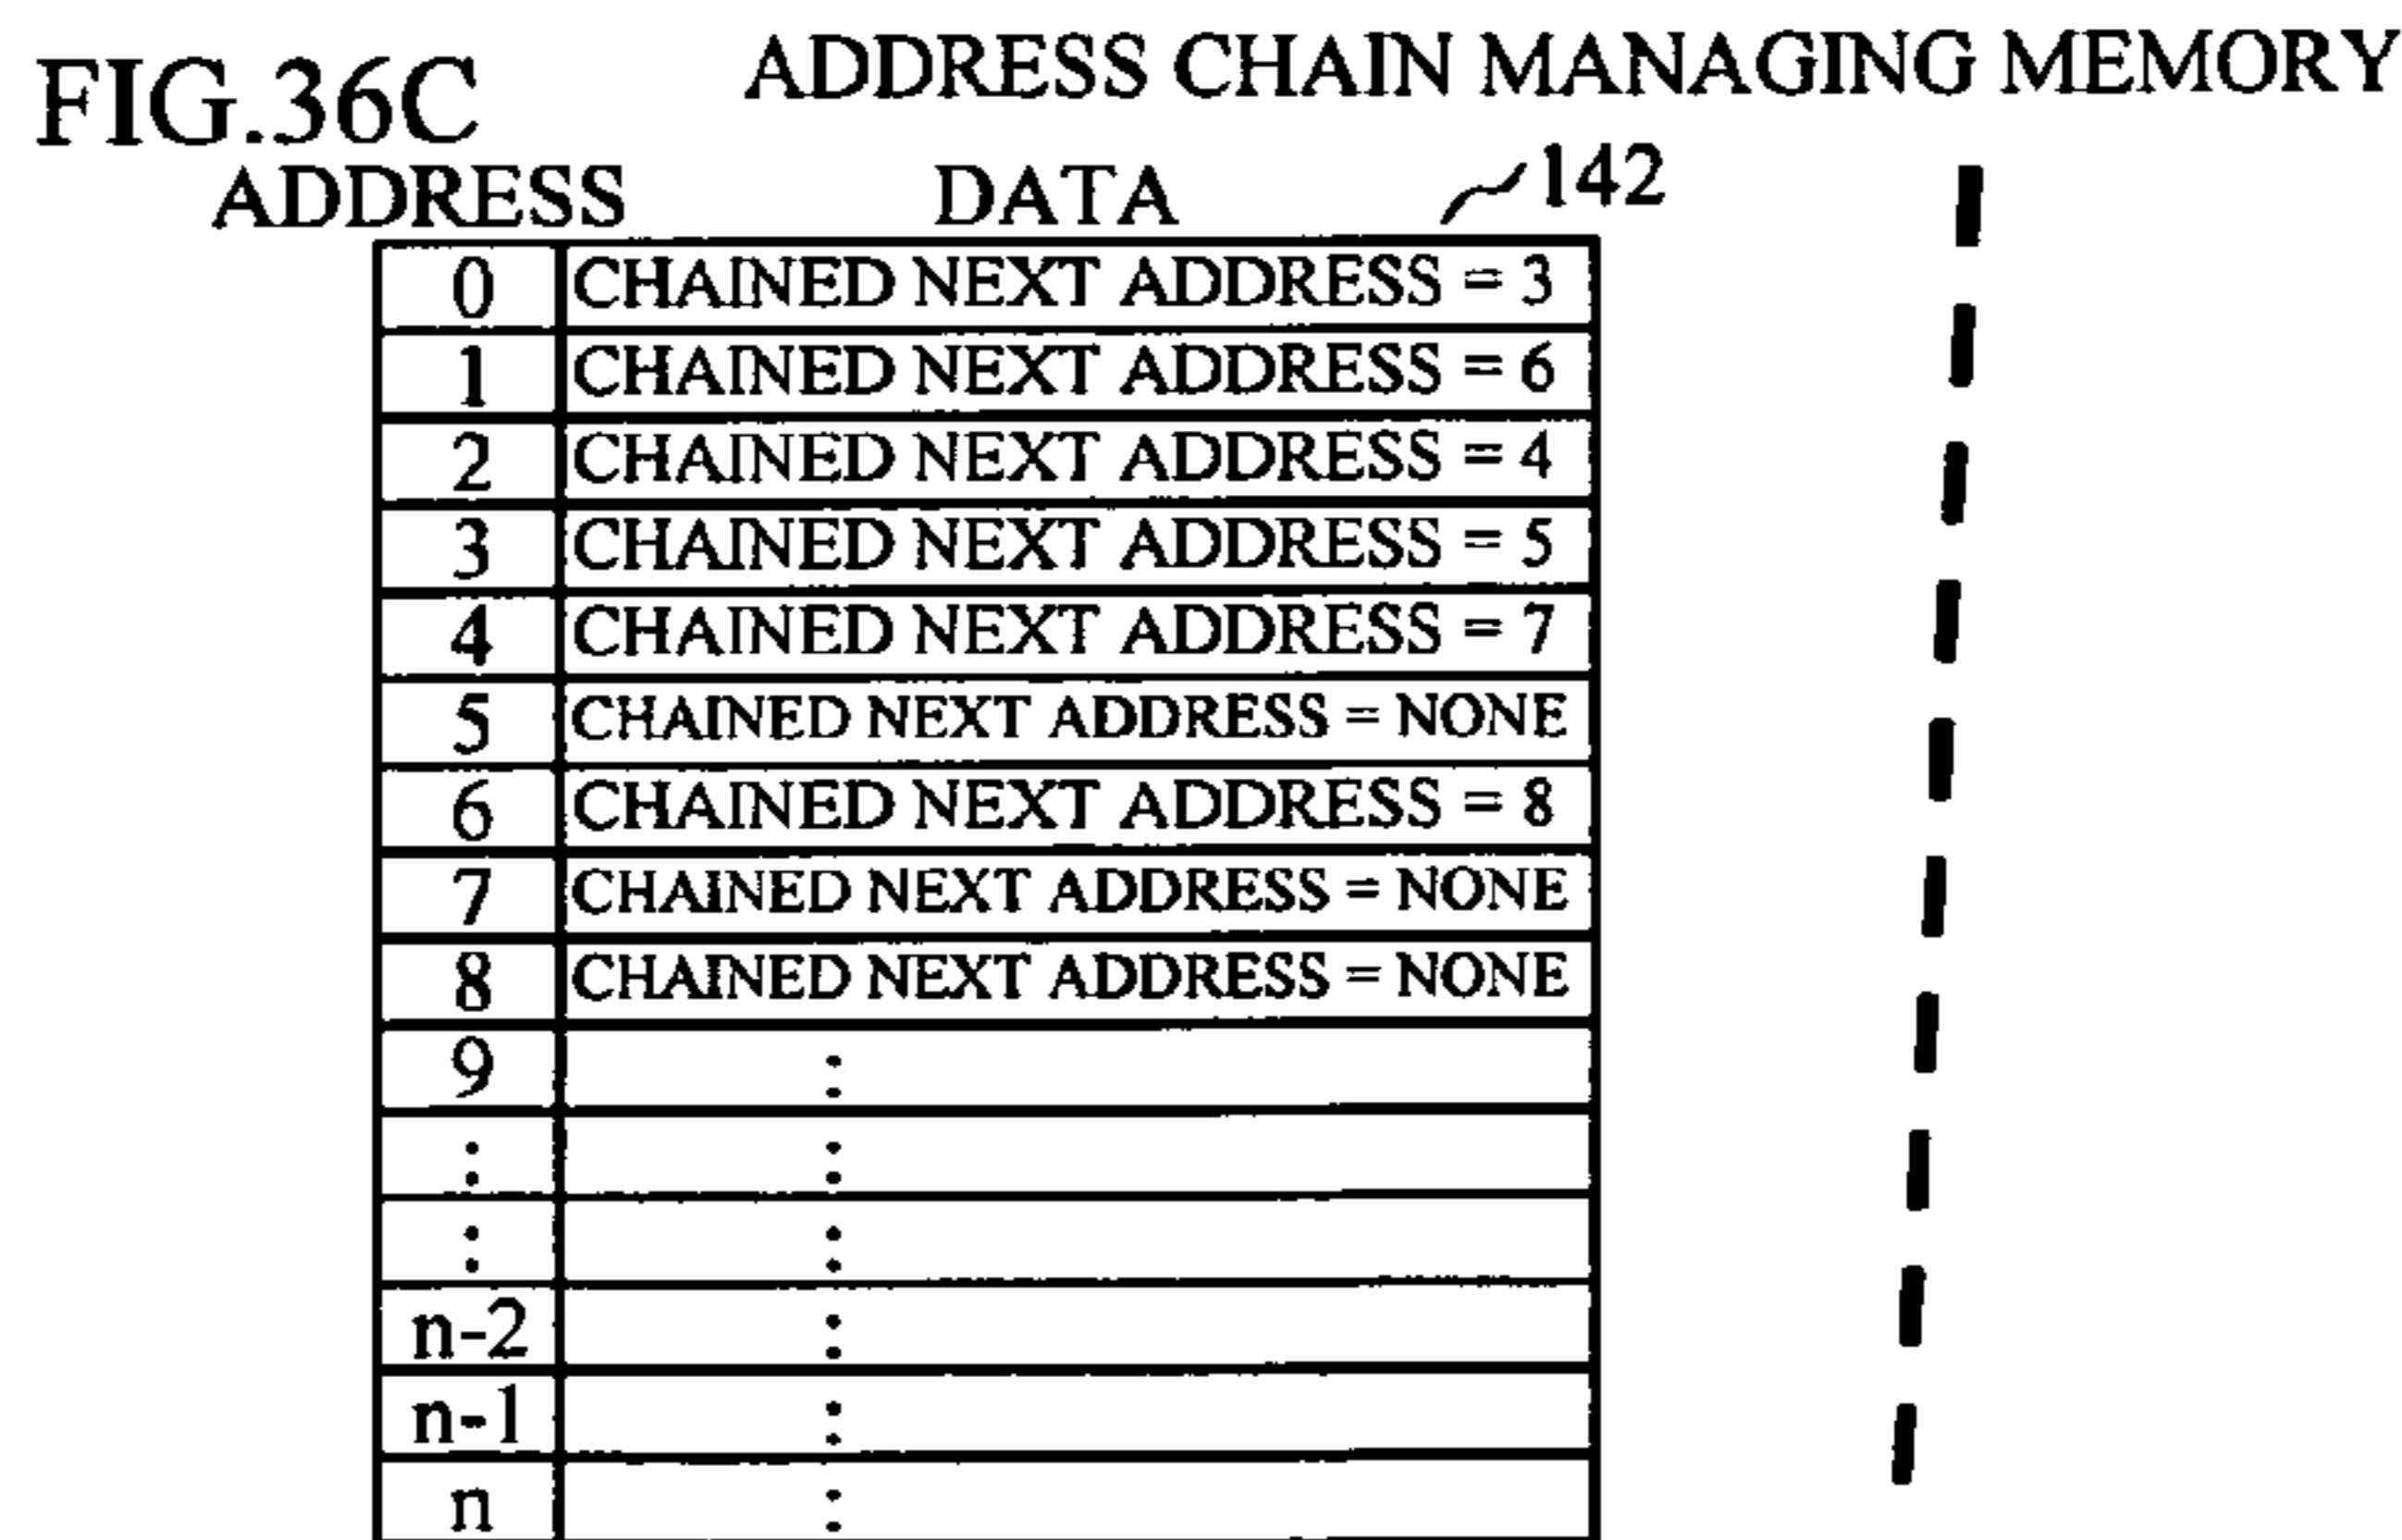 FIG.36C ADDRESS CHAIN MANAGING MEMORY
ADDRESS DATA 142
0 CHAINED NEXT ADDRESS = 3
1 CHAINED NEXT ADDRESS = 6
2 CHAINED NEXT ADDRESS = 4
3 CHAINED NEXT ADDRESS = 5
4 CHAINED NEXT ADDRESS = 7
5 CHAINED NEXT ADDRESS = NONE
6 CHAINED NEXT ADDRESS = 8
7 CHAINED NEXT ADDRESS = NONE
8 CHAINED NEXT ADDRESS = NONE
9 :
: :
: :
n-2 :
n-1 :
n :